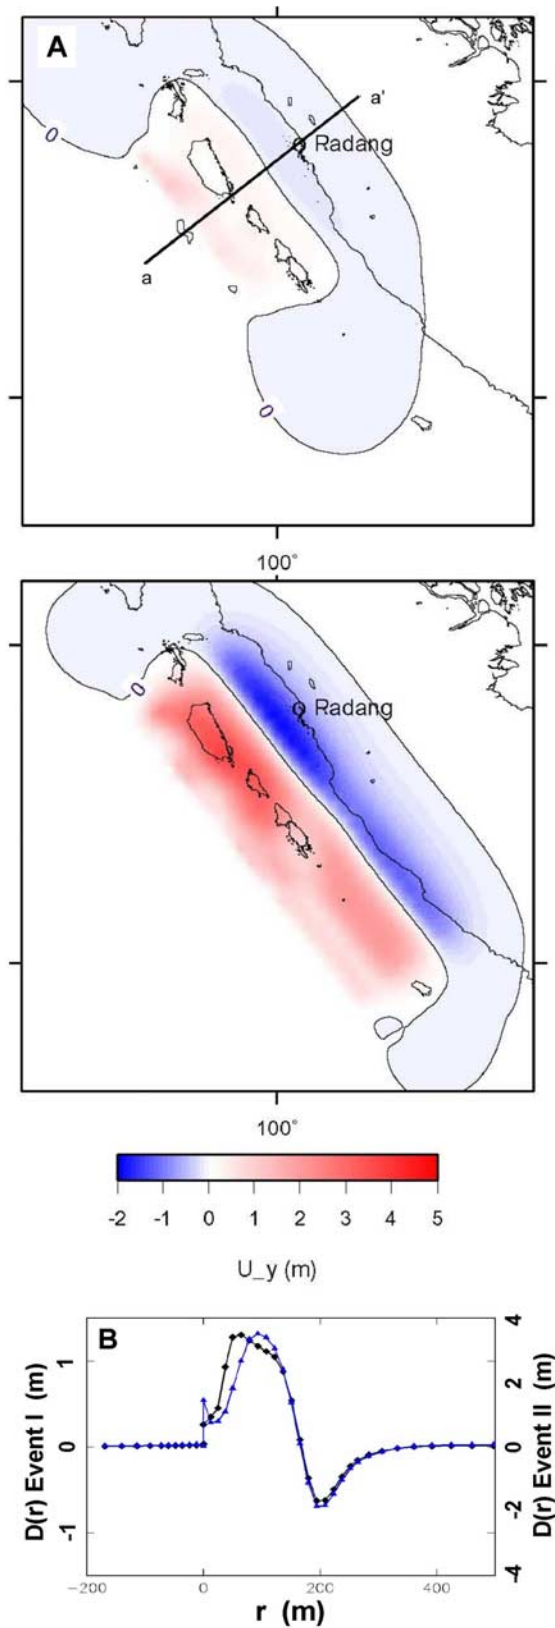 A
0
a'
Radang
a
0
100°
0
Radang
100°
-2 -1 0 1 2 3 4 5
U_y (m)
B
1
0
-1
D(r) Event I (m)
4
2
0
-2
-4
D(r) Event II (m)
-200 0 200 400
r (m)